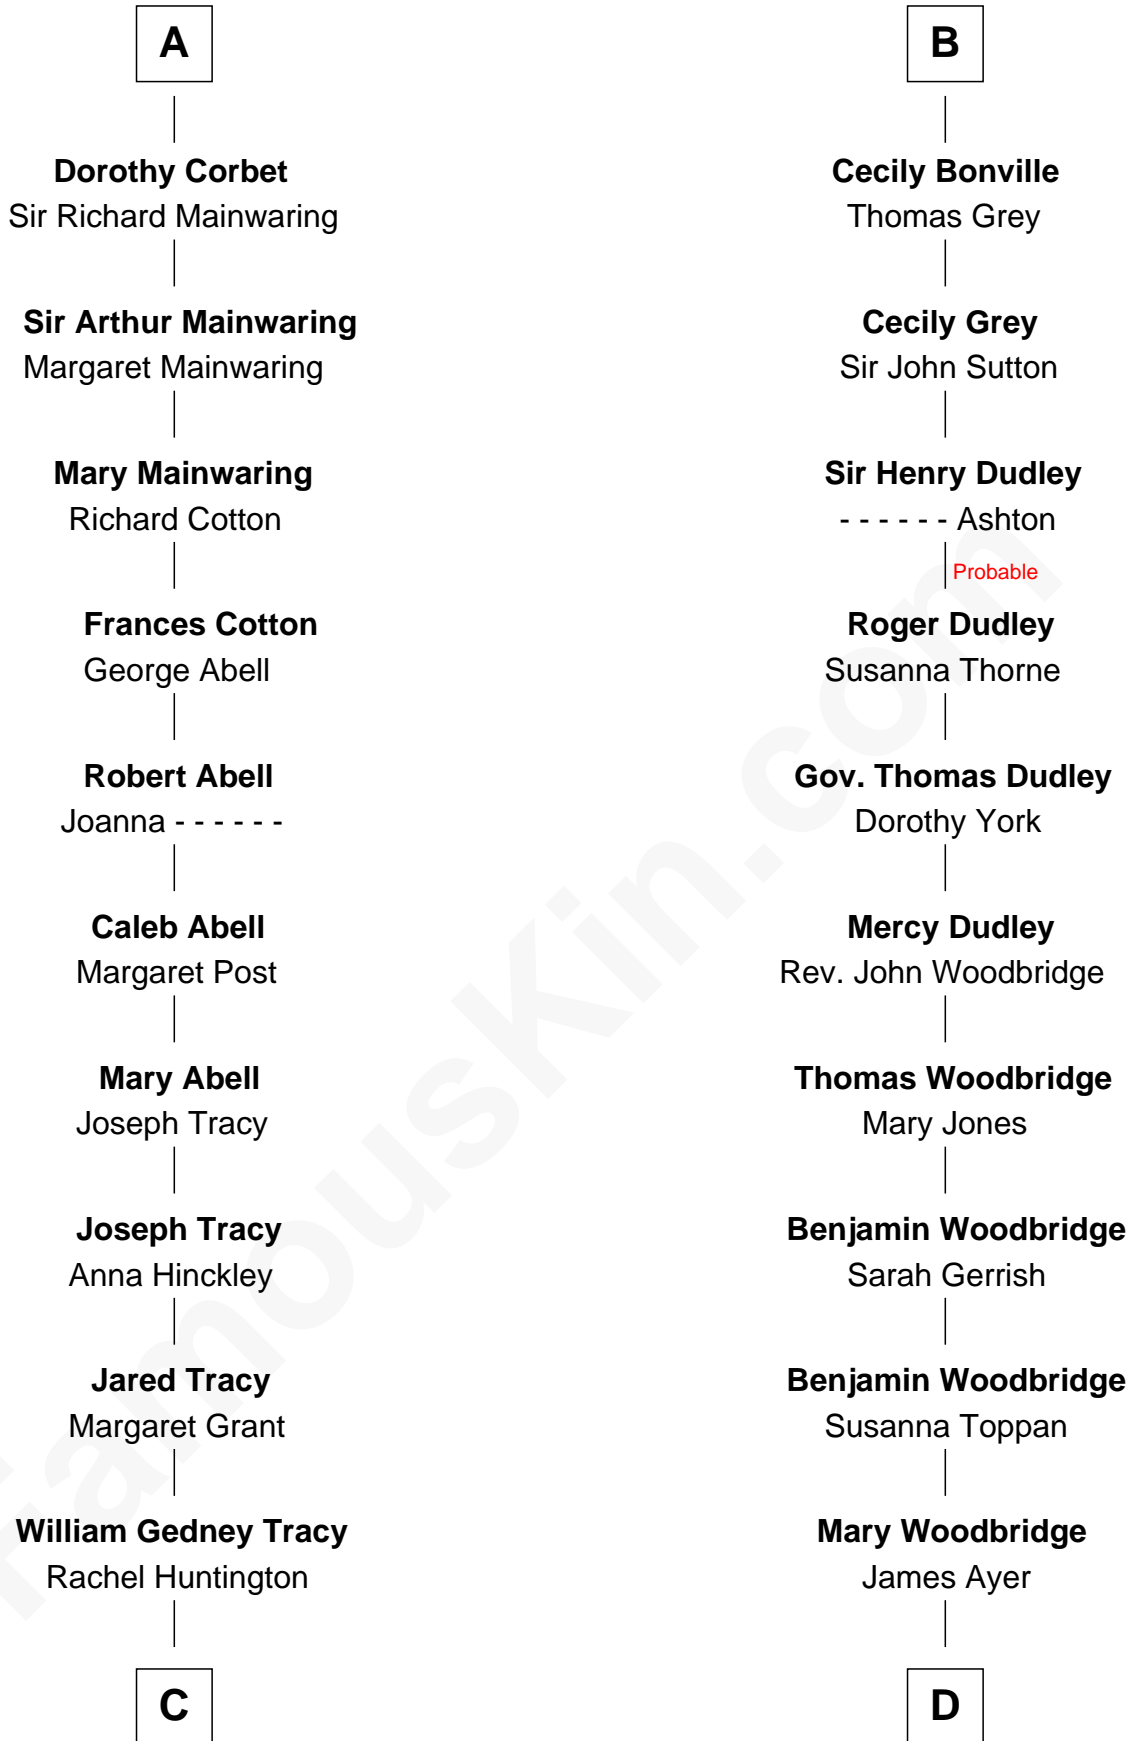 A
Dorothy Corbet
Sir Richard Mainwaring
Sir Arthur Mainwaring
Margaret Mainwaring
Mary Mainwaring
Richard Cotton
Frances Cotton
George Abell
Robert Abell
Joanna - - - - - -
Caleb Abell
Margaret Post
Mary Abell
Joseph Tracy
Joseph Tracy
Anna Hinckley
Jared Tracy
Margaret Grant
William Gedney Tracy
Rachel Huntington
C
B
Cecily Bonville
Thomas Grey
Cecily Grey
Sir John Sutton
Sir Henry Dudley
- - - - - - Ashton
Probable
Roger Dudley
Susanna Thorne
Gov. Thomas Dudley
Dorothy York
Mercy Dudley
Rev. John Woodbridge
Thomas Woodbridge
Mary Jones
Benjamin Woodbridge
Sarah Gerrish
Benjamin Woodbridge
Susanna Toppan
Mary Woodbridge
James Ayer
D
FamousKin.com